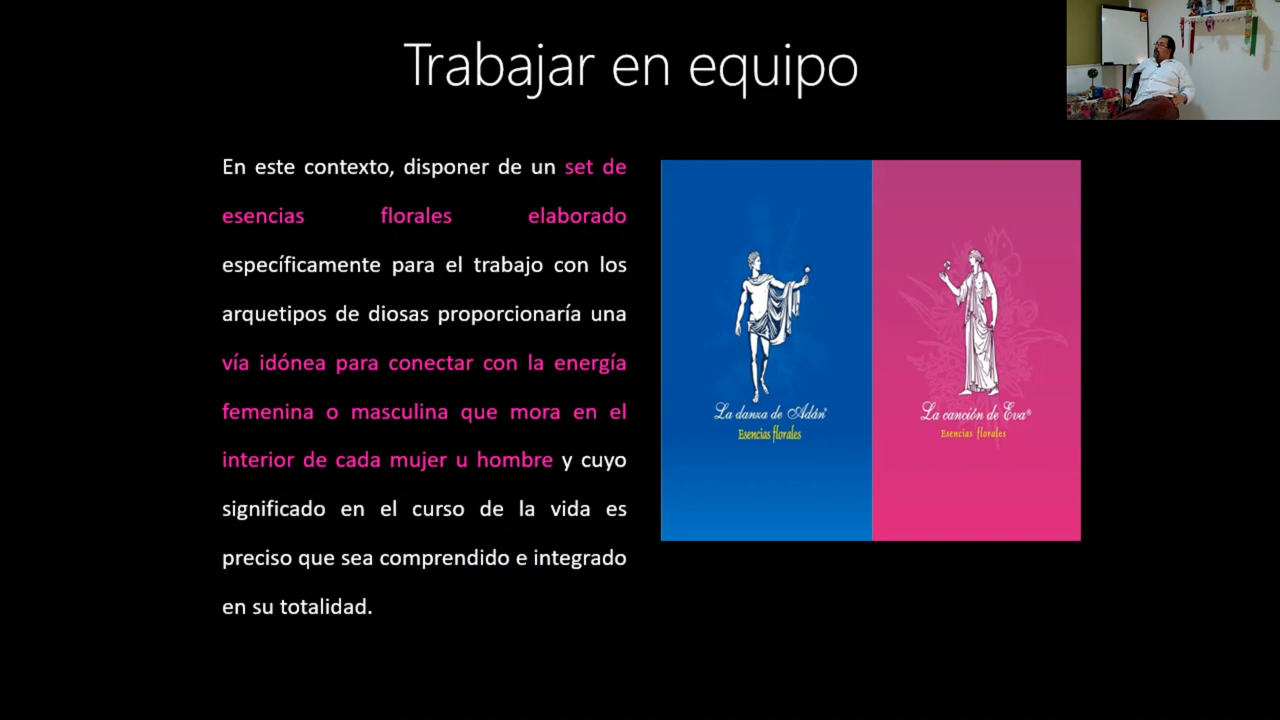 Trabajar en equipo
En este contexto, disponer de un set de
esencias florales elaborado
específicamente para el trabajo con los
arquetipos de diosas proporcionaría una
vía idónea para conectar con la energía
femenina o masculina que mora en el
interior de cada mujer u hombre y cuyo
significado en el curso de la vida es
preciso que sea comprendido e integrado
en su totalidad.
La danza de Adán®
Esencias florales
La canción de Eva®
Esencias florales